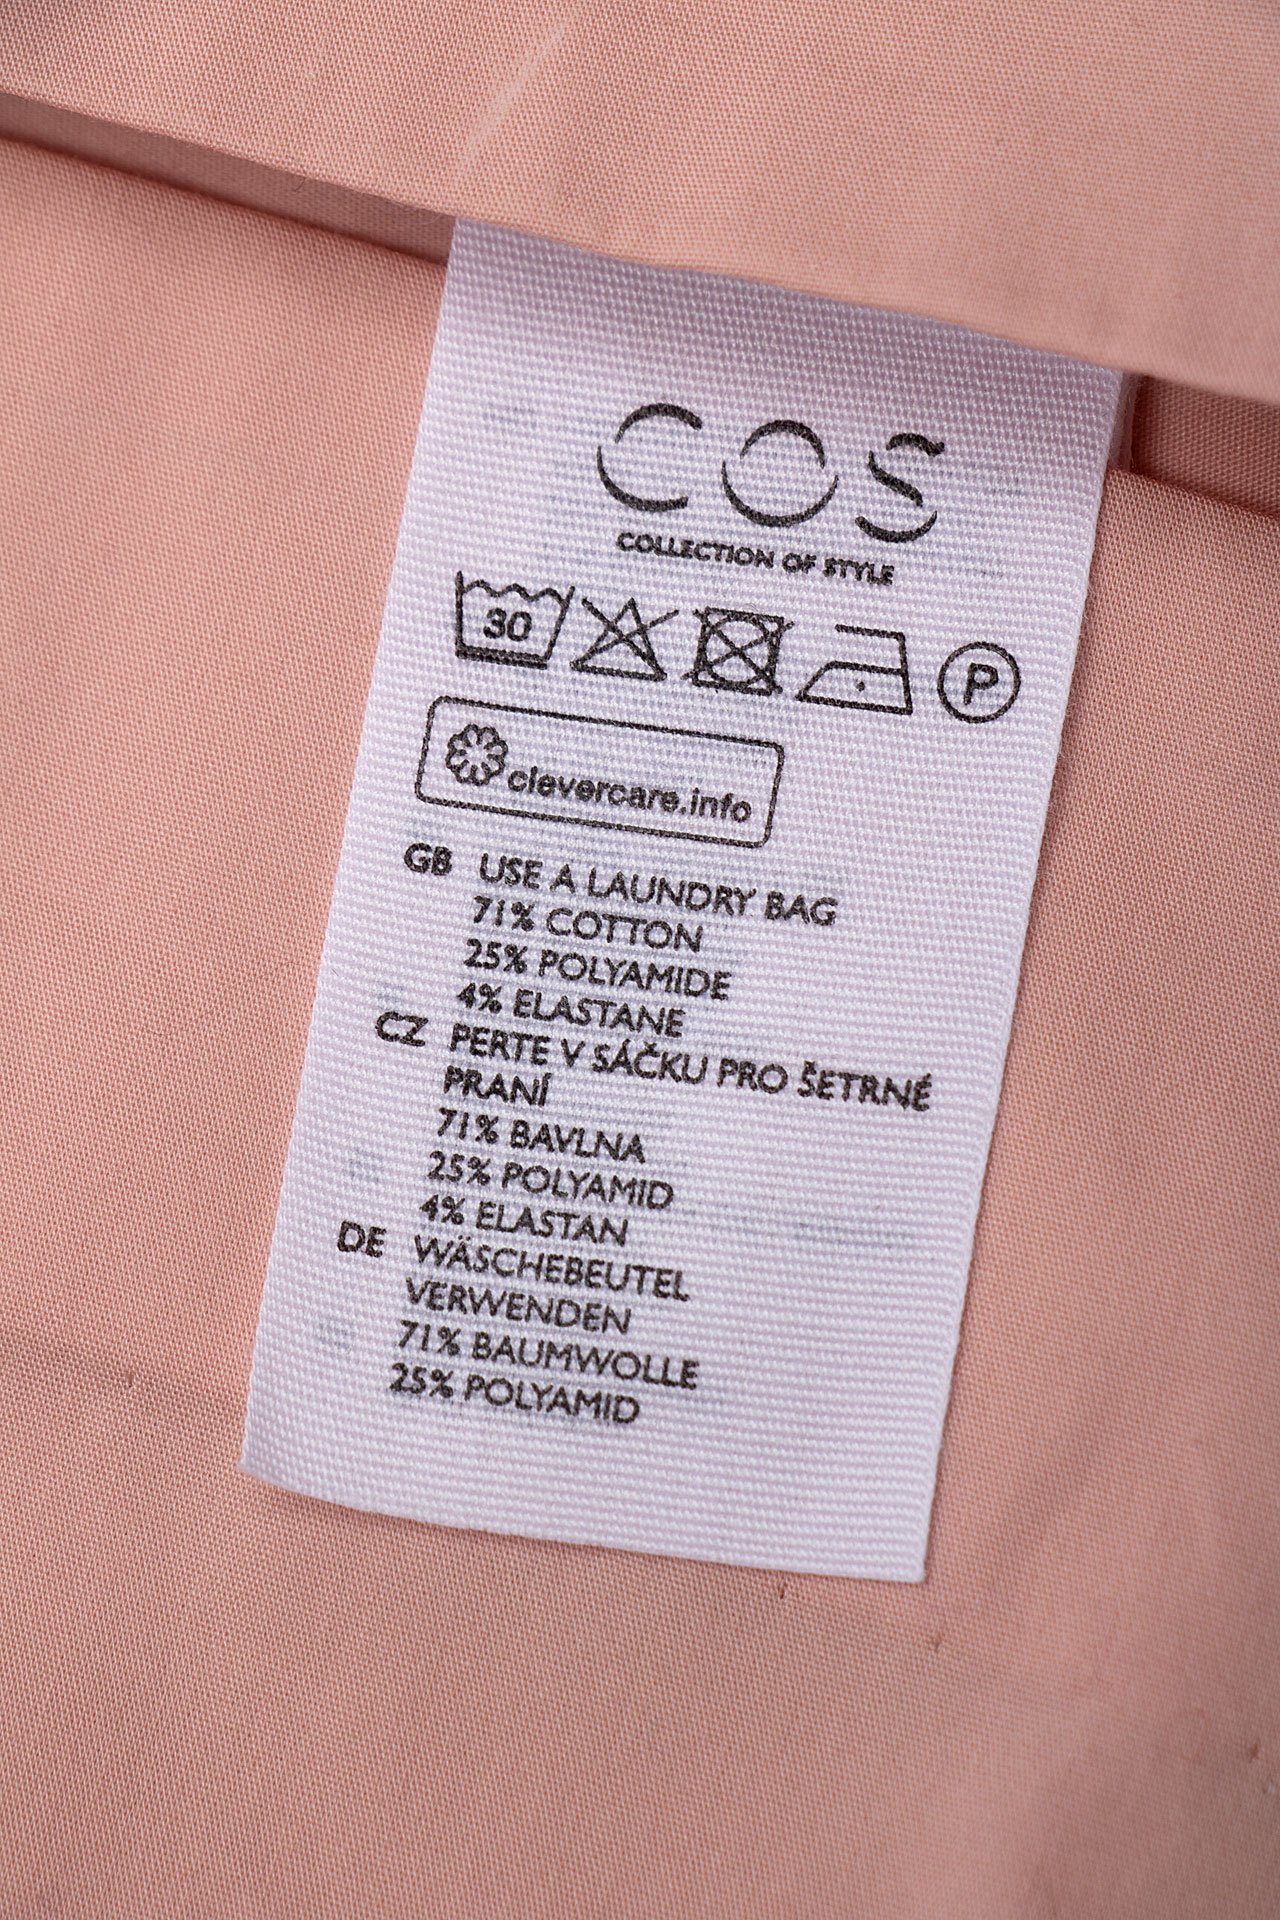 COS
COLLECTION OF STYLE
30
P
clevercare.info
GB USE A LAUNDRY BAG
71% COTTON
25% POLYAMIDE
4% ELASTANE
CZ PERTE V SÁČKU PRO ŠETRNÉ
PRANÍ
71% BAVLNA
25% POLYAMID
4% ELASTAN
DE WÄSCHEBEUTEL
VERWENDEN
71% BAUMWOLLE
25% POLYAMID